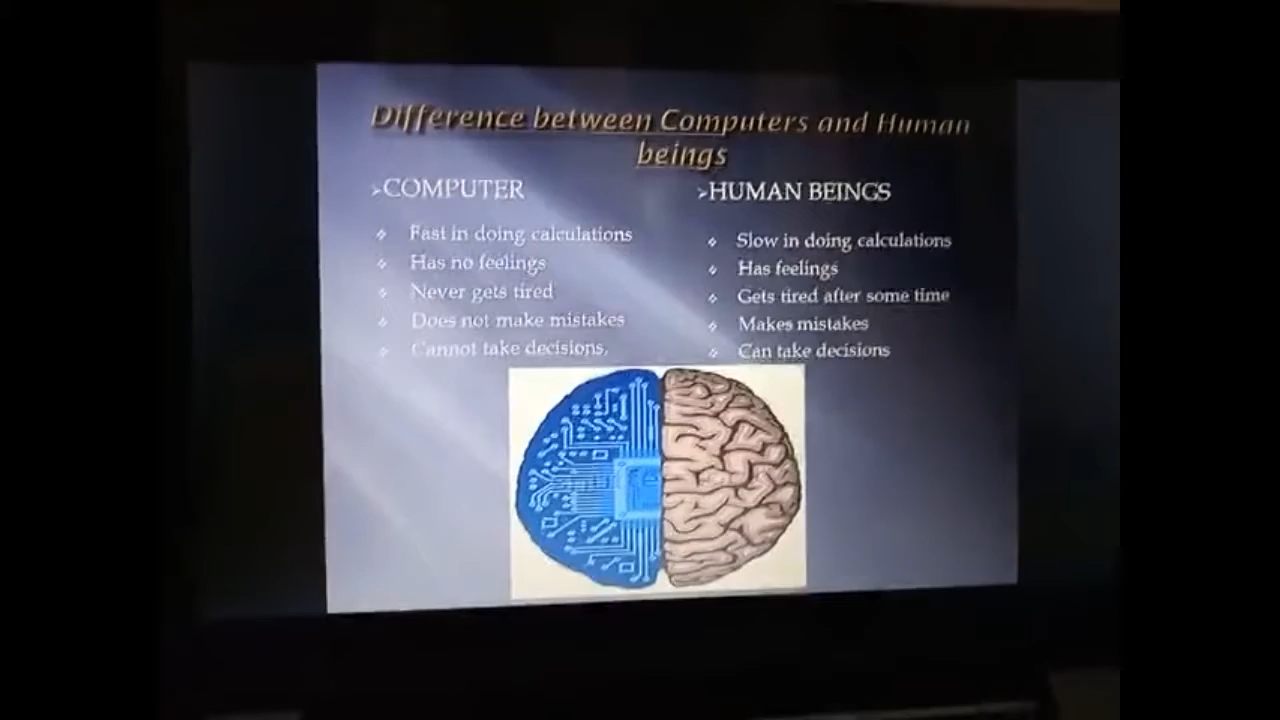 Difference between Computers and Human
beings
➢COMPUTER
❖ Fast in doing calculations
❖ Has no feelings
❖ Never gets tired
❖ Does not make mistakes
❖ Cannot take decisions.
➢HUMAN BEINGS
❖ Slow in doing calculations
❖ Has feelings
❖ Gets tired after some time
❖ Makes mistakes
❖ Can take decisions